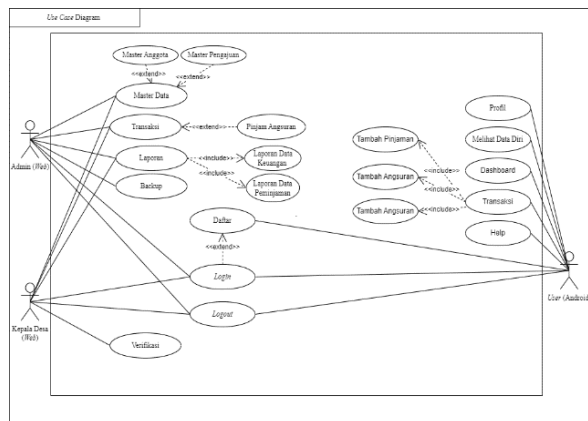 Use Case Diagram
Master Anggota
Master Pengajuan
<<extend>>
<<extend>>
Master Data
Transaksi
<<extend>>
Pinjam Angsuran
Laporan
<<include>>
Laporan Data
Keuangan
<<include>>
Laporan Data
Peminjaman
Backup
Daftar
<<extend>>
Login
Logout
Verifikasi
Admin (Web)
Kepala Desa
(Web)
Profil
Melihat Data Diri
Dashboard
Transaksi
Help
Tambah Pinjaman
<<include>>
Tambah Angsuran
<<include>>
Tambah Angsuran
<<include>>
User (Android)